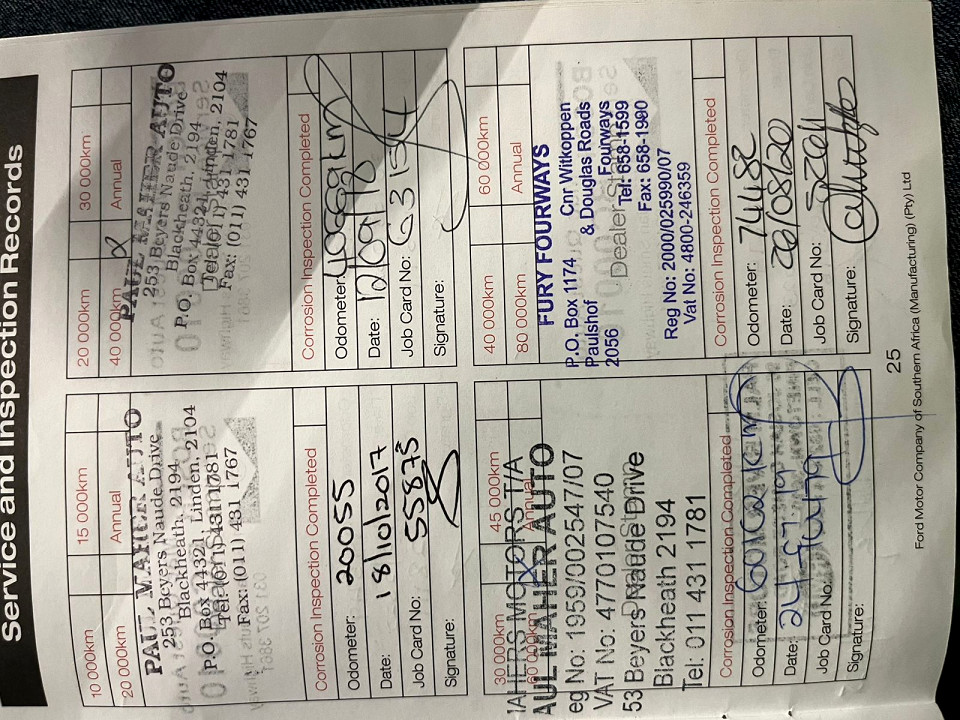 Service and Inspection Records
10 000km
15 000km
20 000km
Annual
PAUL MAHER AUTO
253 Beyers Naude Drive
Blackheath, 2194
P.O. Box 44321, Linden, 2104
Tel: (011) 431 1781
Fax: (011) 431 1767
Corrosion Inspection Completed
Odometer: 20055
Date: 18/10/2017
Job Card No: 55875
Signature:
20 000km
30 000km
40 000km
Annual
PAUL MAHER AUTO
253 Beyers Naude Drive
Blackheath, 2194
P.O. Box 44321, Linden, 2104
Tel: (011) 431 1781
Fax: (011) 431 1767
Corrosion Inspection Completed
Odometer: 40899km
Date: 12/09/18
Job Card No: 63154
Signature:
30 000km
45 000km
60 000km
Annual
MAHERS MOTORS T/A
PAUL MAHER AUTO
Reg No: 1959/002547/07
VAT No: 4770107540
253 Beyers Naude Drive
Blackheath 2194
Tel: 011 431 1781
Corrosion Inspection Completed
Odometer: km
Date:
Job Card No:
Signature:
40 000km
60 000km
80 000km
Annual
FURY FOURWAYS
P.O. Box 1174 Cnr Witkoppen
Paulshof & Douglas Roads
2056 Fourways
Dealer Tel: 658-1599
Fax: 658-1990
Reg No: 2000/025990/07
Vat No: 4800-246359
Corrosion Inspection Completed
Odometer: 74482
Date: 26/08/20
Job Card No:
Signature:
25
Ford Motor Company of Southern Africa (Manufacturing) (Pty) Ltd